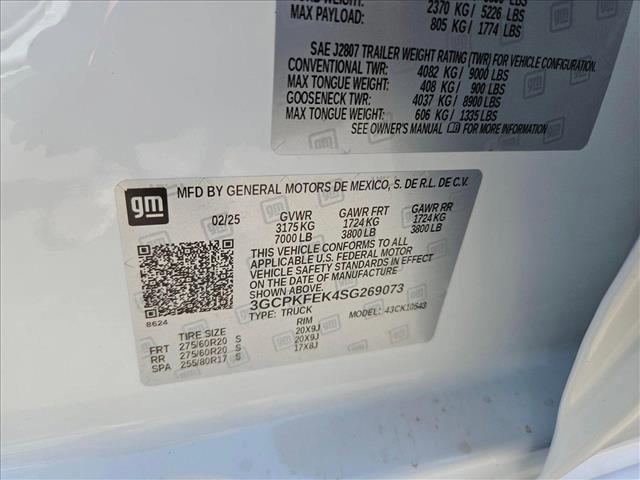 2370 KG / 5226 LBS
MAX PAYLOAD: 805 KG / 1774 LBS
SAE J2807 TRAILER WEIGHT RATING (TWR) FOR VEHICLE CONFIGURATION.
CONVENTIONAL TWR: 4082 KG / 9000 LBS
MAX TONGUE WEIGHT: 408 KG / 900 LBS
GOOSENECK TWR: 4037 KG / 8900 LBS
MAX TONGUE WEIGHT: 606 KG / 1335 LBS
SEE OWNER'S MANUAL FOR MORE INFORMATION
gm
MFD BY GENERAL MOTORS DE MEXICO, S. DE R.L. DE C.V.
02/25 GVWR GAWR FRT GAWR RR
3175 KG 1724 KG 1724 KG
7000 LB 3800 LB 3800 LB
THIS VEHICLE CONFORMS TO ALL
APPLICABLE U.S. FEDERAL MOTOR
VEHICLE SAFETY STANDARDS IN EFFECT
ON THE DATE OF MANUFACTURE
SHOWN ABOVE.
3GCPKFEK4SG269073
TYPE: TRUCK MODEL: 43CK10543
8624
TIRE SIZE RIM
FRT 275/60R20 S 20X9J
RR 275/60R20 S 20X9J
SPA 255/80R17 S 17X8J